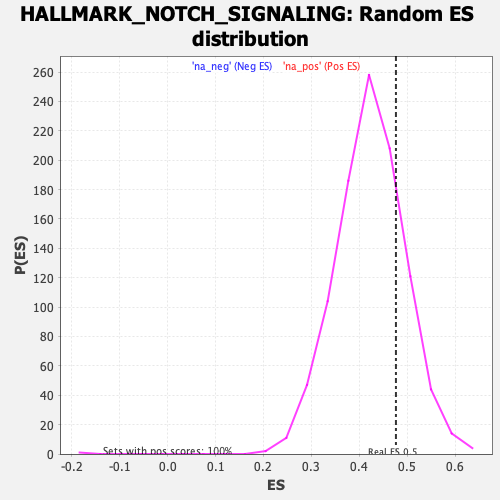 HALLMARK_NOTCH_SIGNALING: Random ES
distribution
'na_neg' (Neg ES) 'na_pos' (Pos ES)
260
240
220
200
180
160
140
120
100
80
60
40
20
0
P(ES)
Sets with pos scores: 100% Real ES 0.5
-0.2 -0.1 0.0 0.1 0.2 0.3 0.4 0.5 0.6
ES